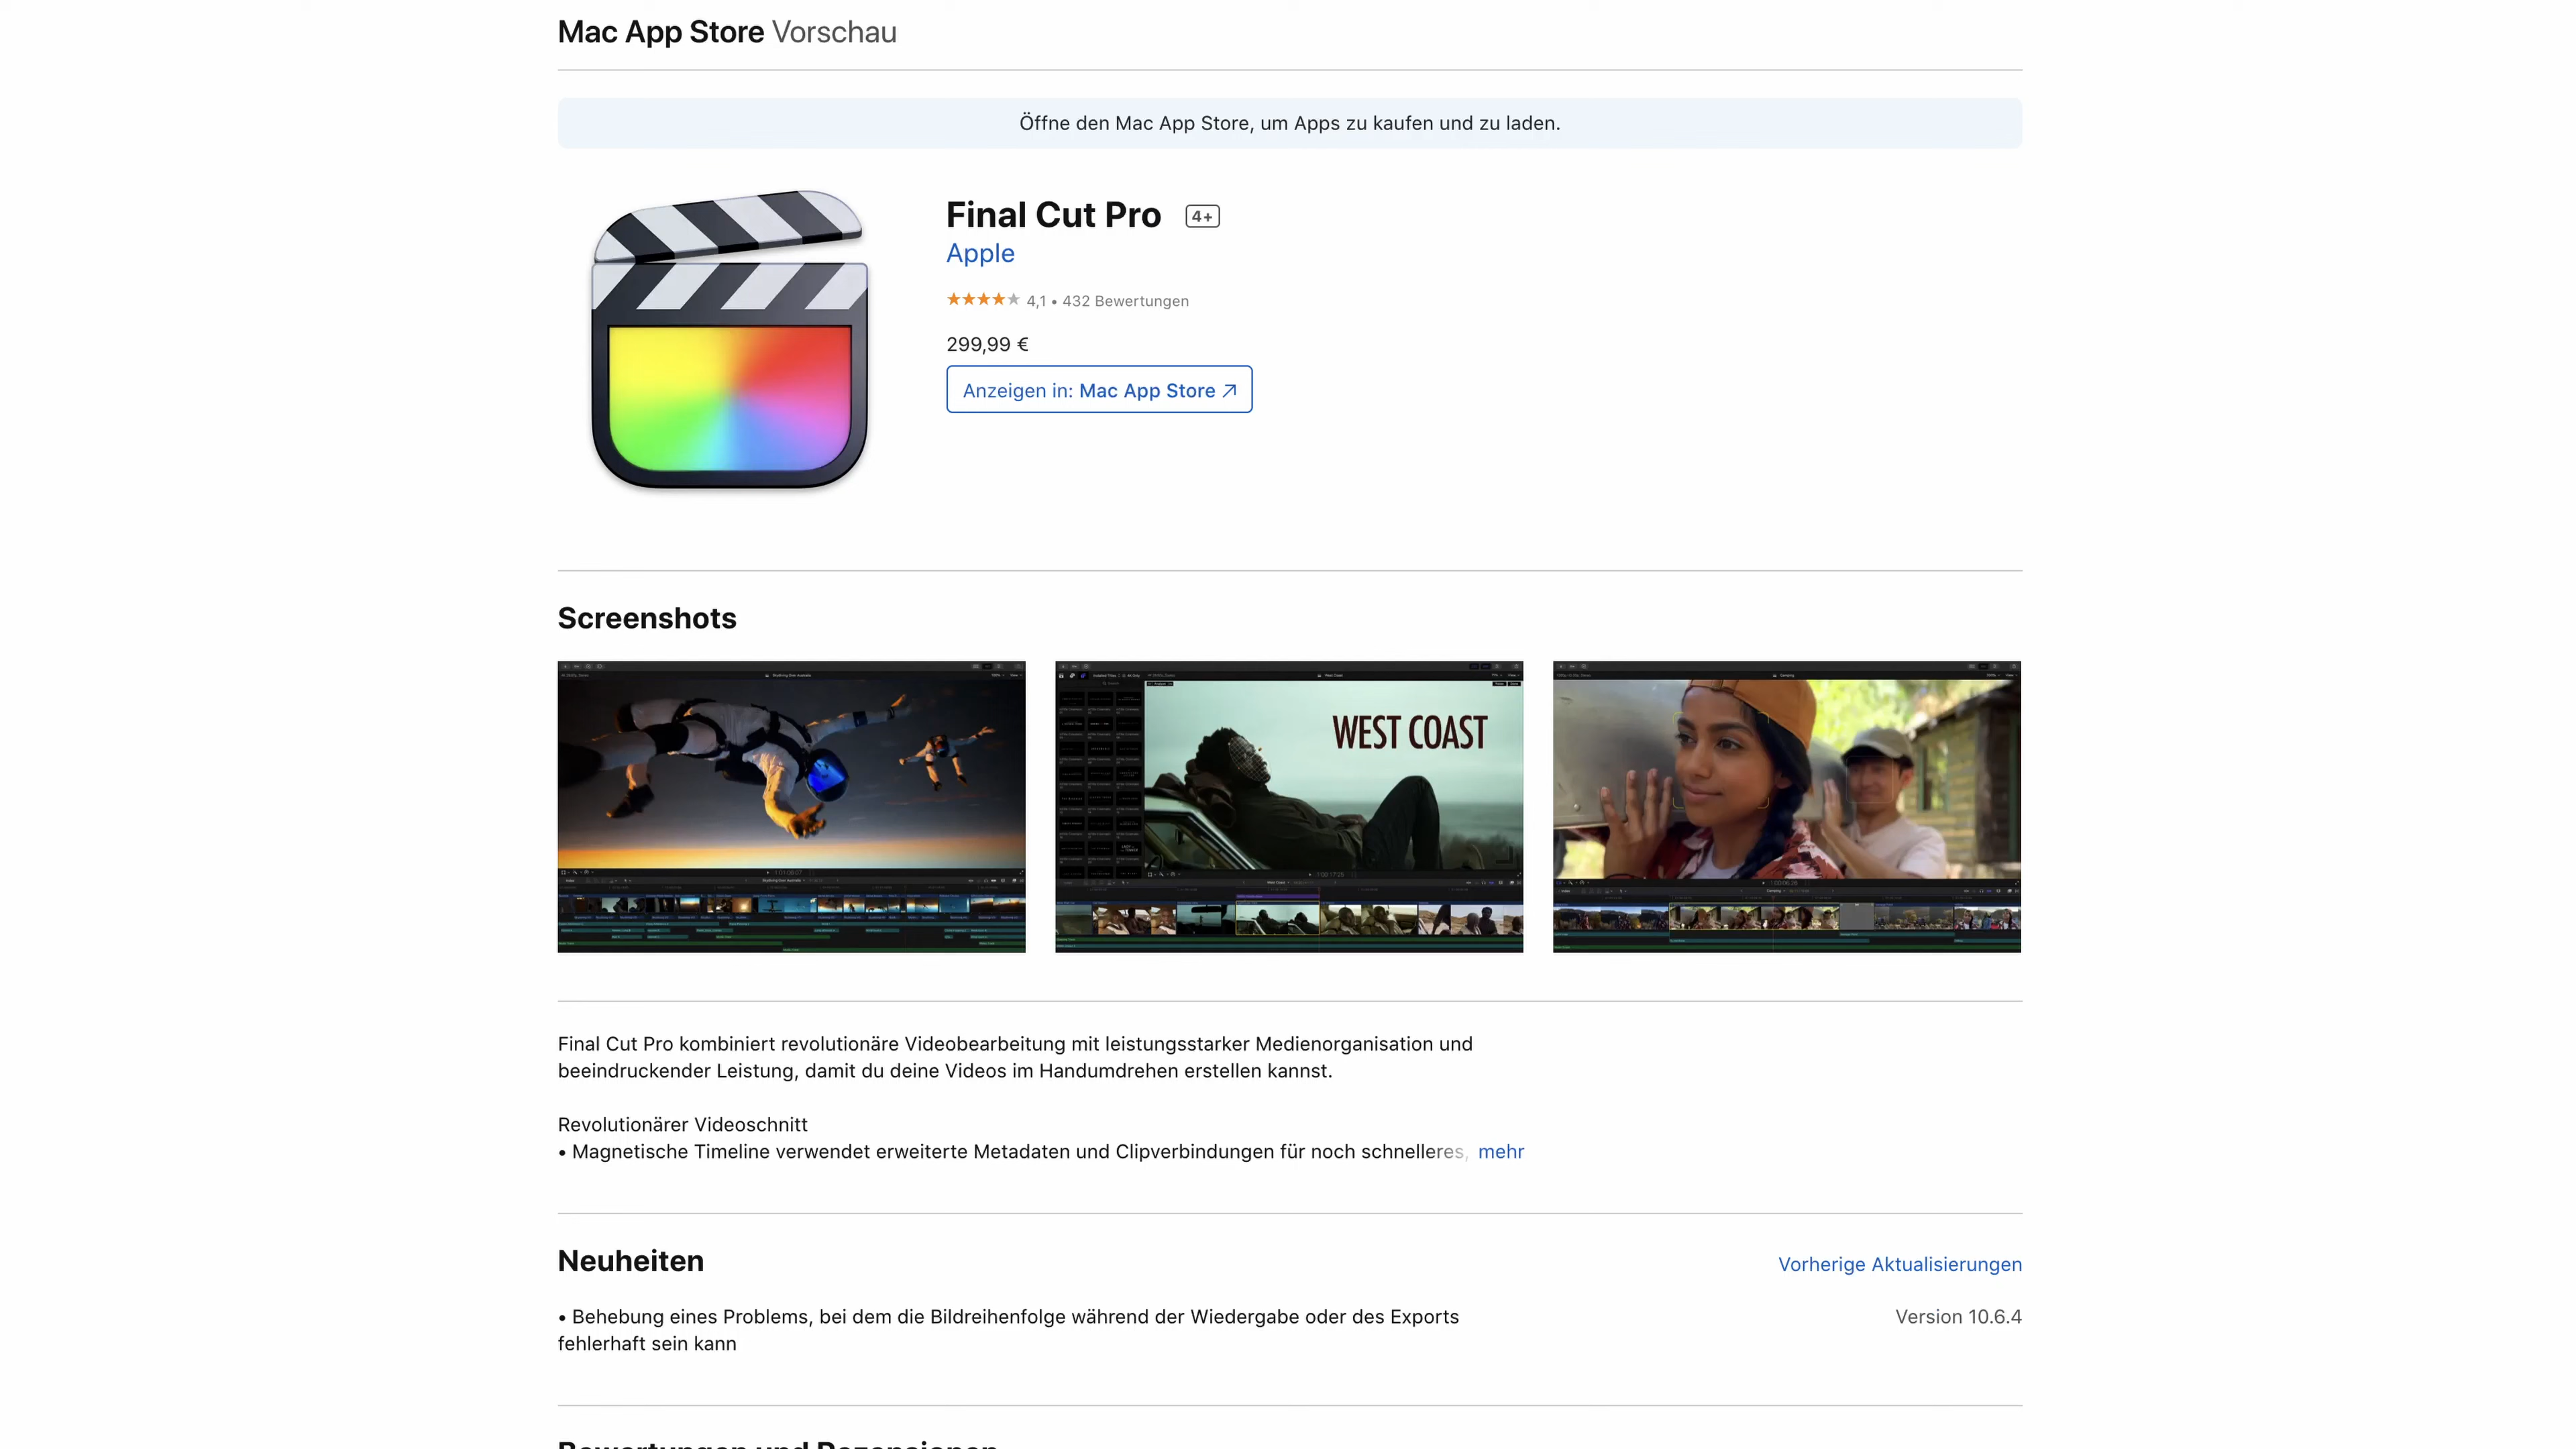 Mac App Store Vorschau
Öffne den Mac App Store, um Apps zu kaufen und zu laden.
Final Cut Pro 4+
Apple
4,1 • 432 Bewertungen
299,99 €
Anzeigen in: Mac App Store
Screenshots
WEST COAST
Final Cut Pro kombiniert revolutionäre Videobearbeitung mit leistungsstarker Medienorganisation und
beeindruckender Leistung, damit du deine Videos im Handumdrehen erstellen kannst.
Revolutionärer Videoschnitt
• Magnetische Timeline verwendet erweiterte Metadaten und Clipverbindungen für noch schnelleres, mehr
Neuheiten
Vorherige Aktualisierungen
• Behebung eines Problems, bei dem die Bildreihenfolge während der Wiedergabe oder des Exports
fehlerhaft sein kann
Version 10.6.4
Bewertungen und Rezensionen